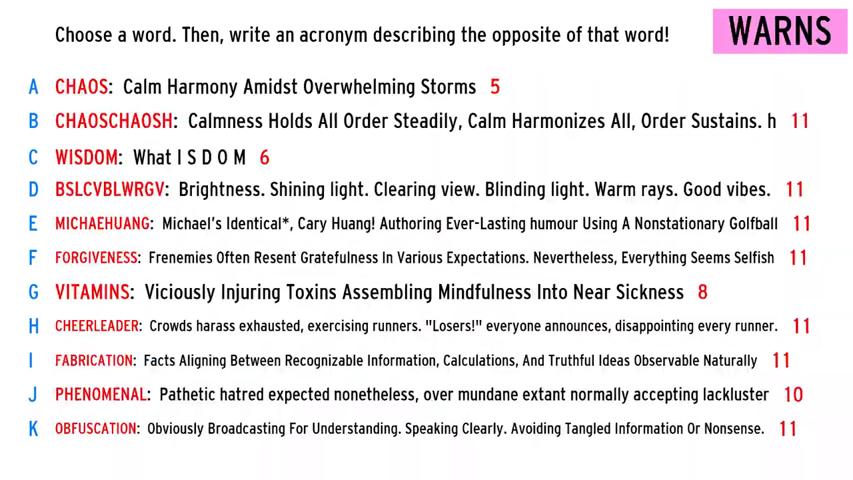 Choose a word. Then, write an acronym describing the opposite of that word!
WARNS
A CHAOS: Calm Harmony Amidst Overwhelming Storms 5
B CHAOSCHAOSH: Calmness Holds All Order Steadily, Calm Harmonizes All, Order Sustains. h 11
C WISDOM: What I S D O M 6
D BSLCVBLWRGV: Brightness. Shining light. Clearing view. Blinding light. Warm rays. Good vibes. 11
E MICHAEHUANG: Michael's Identical*, Cary Huang! Authoring Ever-Lasting humour Using A Nonstationary Golfball 11
F FORGIVENESS: Frenemies Often Resent Gratefulness In Various Expectations. Nevertheless, Everything Seems Selfish 11
G VITAMINS: Viciously Injuring Toxins Assembling Mindfulness Into Near Sickness 8
H CHEERLEADER: Crowds harass exhausted, exercising runners. "Losers!" everyone announces, disappointing every runner. 11
I FABRICATION: Facts Aligning Between Recognizable Information, Calculations, And Truthful Ideas Observable Naturally 11
J PHENOMENAL: Pathetic hatred expected nonetheless, over mundane extant normally accepting lackluster 10
K OBFUSCATION: Obviously Broadcasting For Understanding. Speaking Clearly. Avoiding Tangled Information Or Nonsense. 11